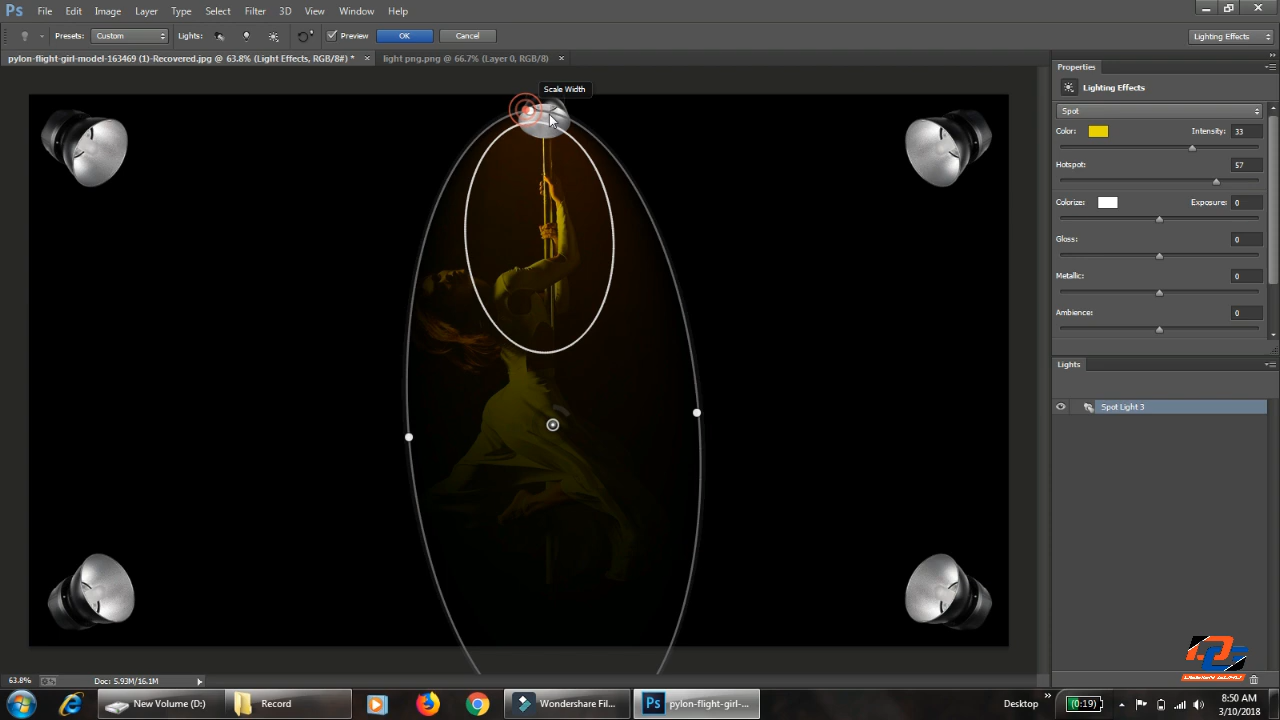 Ps File Edit Image Layer Type Select Filter 3D View Window Help
Presets: Custom Lights: Preview OK Cancel Lighting Effects
pylon-flight-girl-model-163469 (1)-Recovered.jpg @ 63.8% (Light Effects, RGB/8#) * × light png.png @ 66.7% (Layer 0, RGB/8) ×
Scale Width
Properties
Lighting Effects
Spot
Color: Intensity: 33
Hotspot: 57
Colorize: Exposure: 0
Gloss: 0
Metallic: 0
Ambience: 0
Lights
Spot Light 3
63.8% Doc: 5.93M/16.1M
New Volume (D:) Record Wondershare Fil... Ps pylon-flight-girl-... Desktop » (0:19) 8:50 AM
3/10/2018